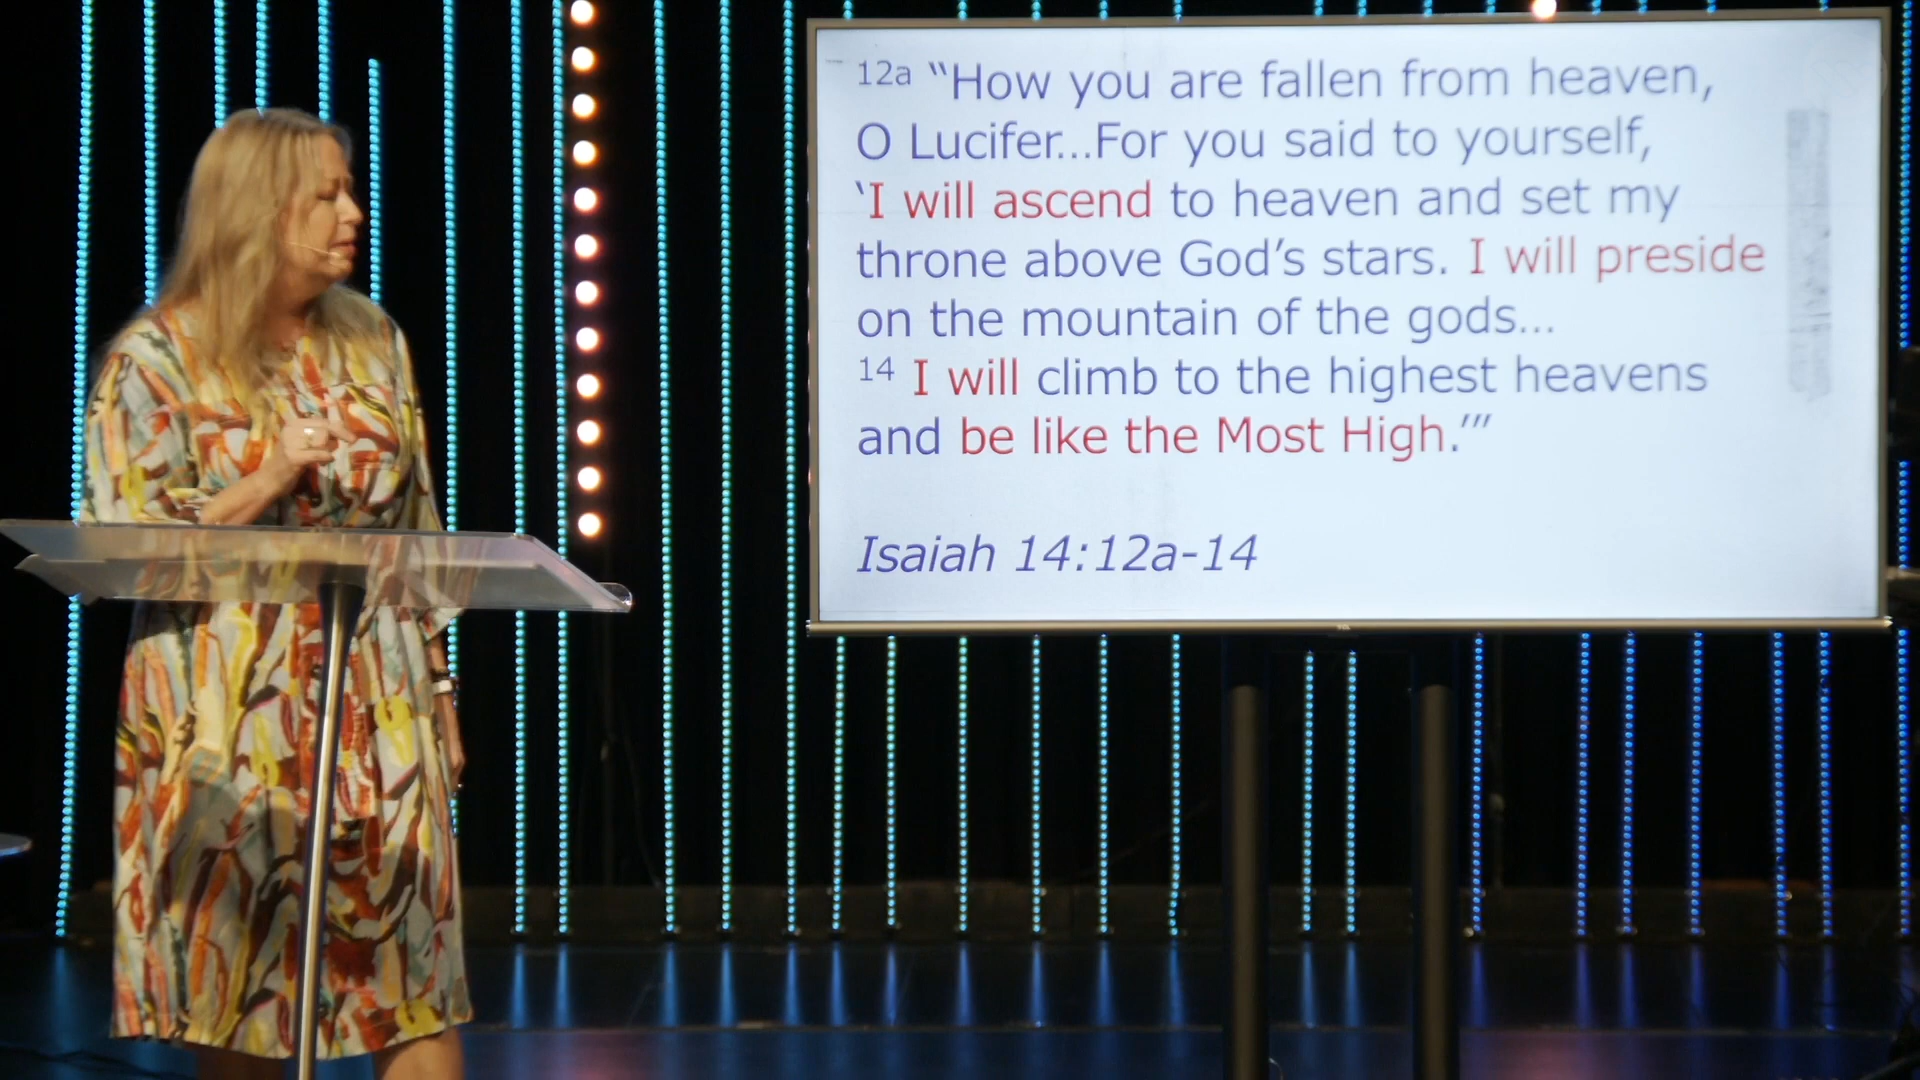 12a “How you are fallen from heaven,
O Lucifer...For you said to yourself,
‘I will ascend to heaven and set my
throne above God’s stars. I will preside
on the mountain of the gods...
14 I will climb to the highest heavens
and be like the Most High.’”
Isaiah 14:12a-14
TCL